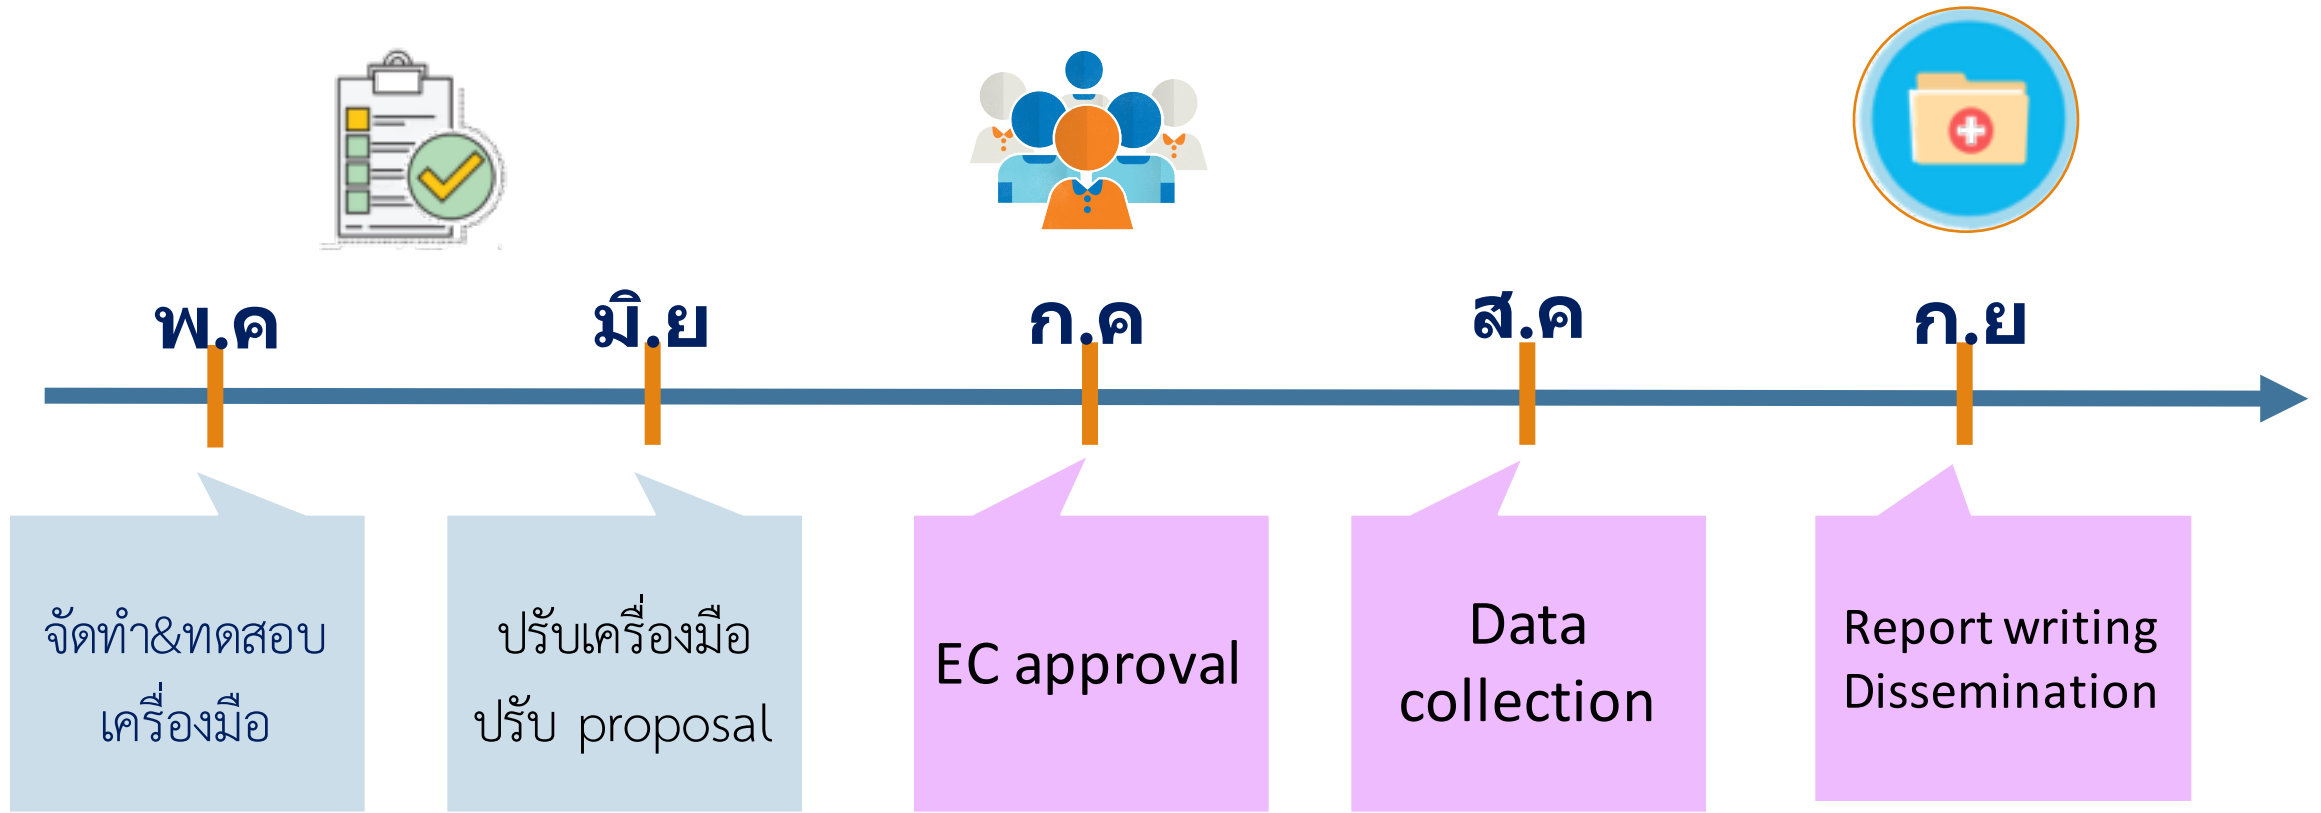 พ.ค
มิ.ย
ก.ค
ส.ค
ก.ย
จัดทำ&ทดสอบ
เครื่องมือ
ปรับเครื่องมือ
ปรับ proposal
EC approval
Data
collection
Report writing
Dissemination